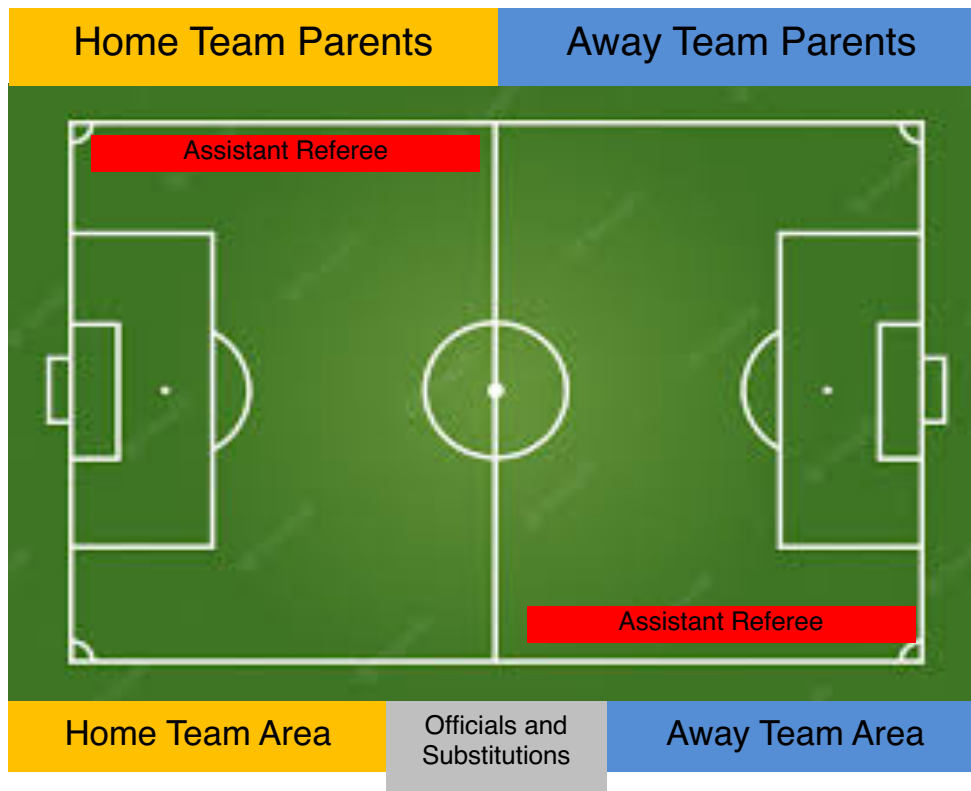 Home Team Parents
Away Team Parents
Assistant Referee
Assistant Referee
Home Team Area
Officials and
Substitutions
Away Team Area